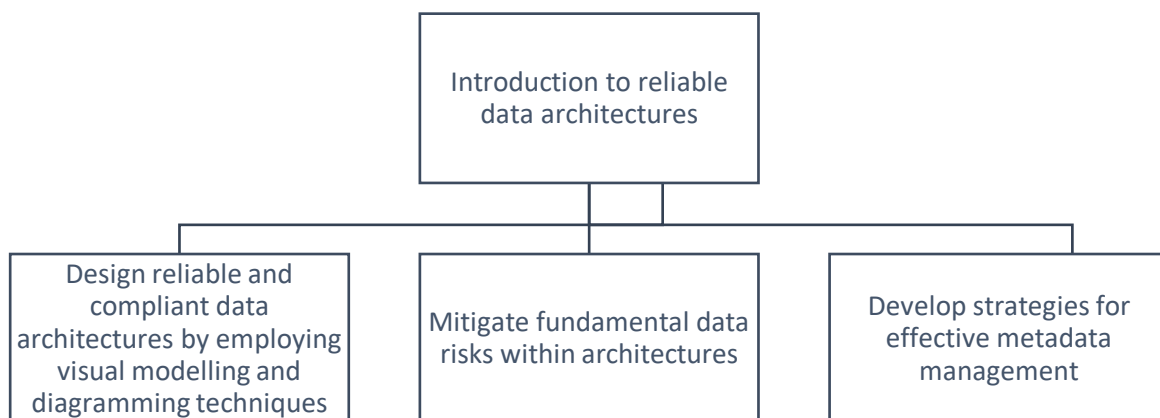 Introduction to reliable
data architectures
Design reliable and
compliant data
architectures by employing
visual modelling and
diagramming techniques
Mitigate fundamental data
risks within architectures
Develop strategies for
effective metadata
management